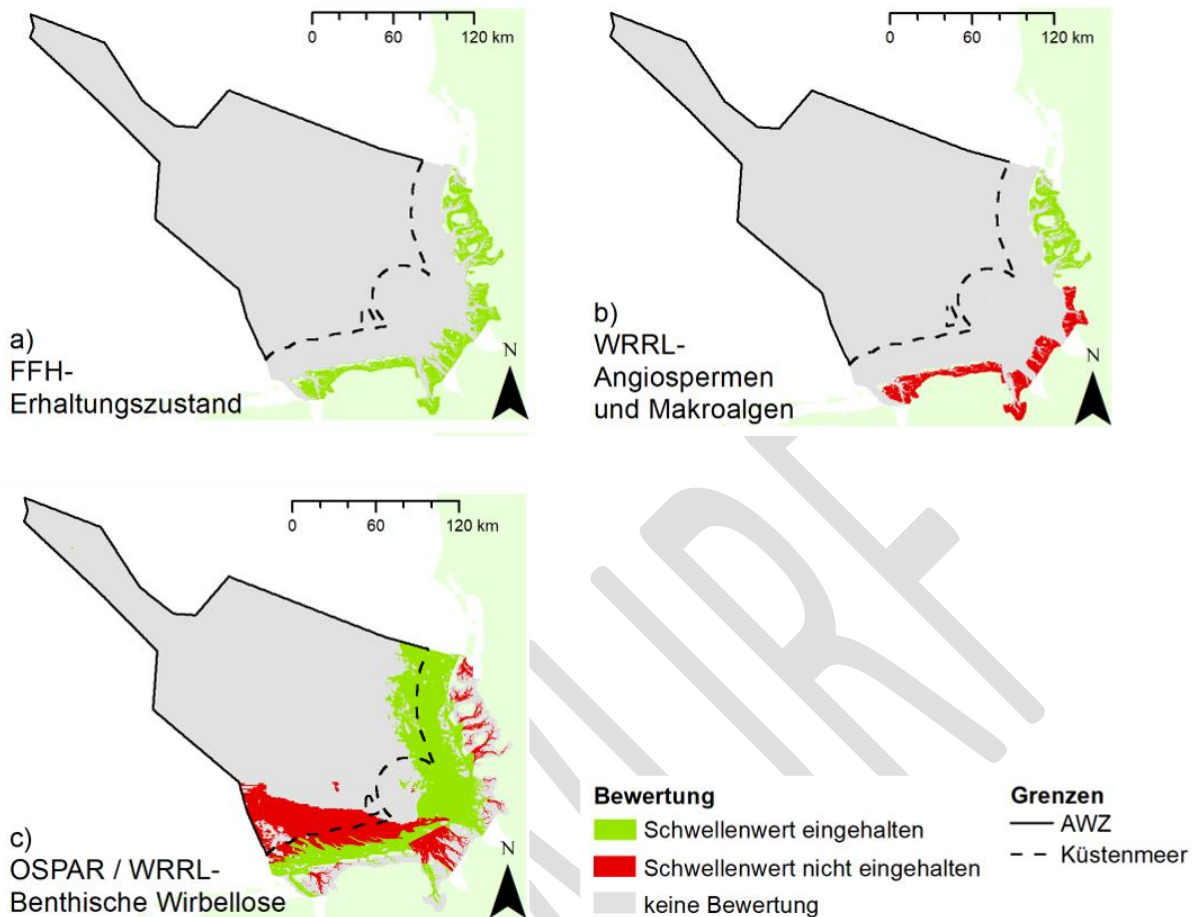 0 60 120 km
a)
FFH-
Erhaltungszustand
N
0 60 120 km
b)
WRRL-
Angiospermen
und Makroalgen
N
0 60 120 km
c)
OSPAR / WRRL-
Benthische Wirbellose
N
Bewertung
Schwellenwert eingehalten
Schwellenwert nicht eingehalten
keine Bewertung
Grenzen
AWZ
Küstenmeer